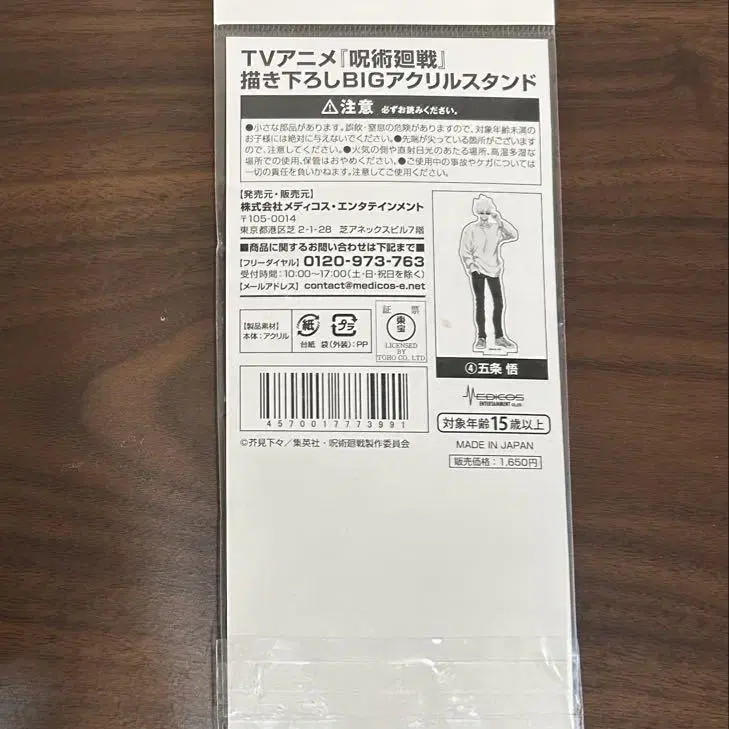 TVアニメ『呪術廻戦』
描き下ろしBIGアクリルスタンド
⚠注意 必ずお読みください。
●小さな部品があります。誤飲・窒息の危険がありますので、対象年齢未満の
お子様には絶対に与えないでください。●先端が尖っている箇所がございます
ので、注意してください。●火気の側や直射日光のあたる場所、高温多湿な
場所での使用、保管はおやめください。●ご使用中の事故やケガについては
一切の責任を負いかねます。注意してご使用ください。
【発売元・販売元】
株式会社メディコス・エンタテインメント
〒105-0014
東京都港区芝 2-1-28 芝アネックスビル7階
■商品に関するお問い合わせは下記まで■
【フリーダイヤル】0120-973-763
受付時間:10:00〜17:00(土・日・祝日を除く)
【メールアドレス】contact@medicos-e.net
【製品素材】
本体:アクリル
紙
台紙
プラ
袋(外装):PP
証 票
東宝
LICENSED
BY
TOHO CO., LTD.
④五条 悟
MEDICOS
ENTERTAINMENT CO.,LTD.
4570017773991
対象年齢15歳以上
©芥見下々/集英社・呪術廻戦製作委員会
MADE IN JAPAN
販売価格:1,650円